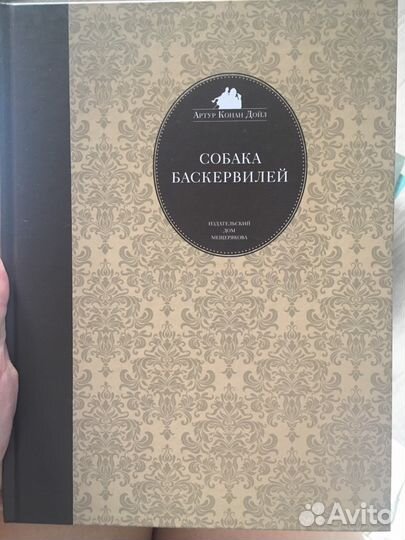 Артур Конан Дойл
СОБАКА
БАСКЕРВИЛЕЙ
ИЗДАТЕЛЬСКИЙ
ДОМ
МЕЩЕРЯКОВА
Avito